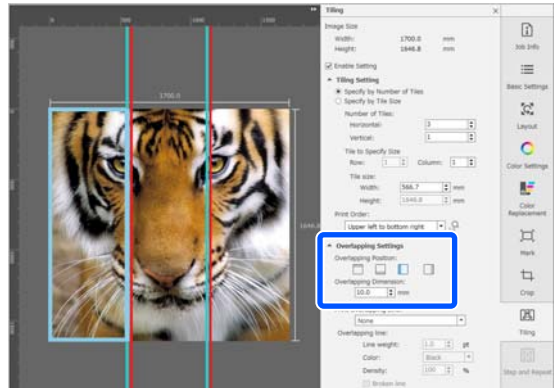 Tiling
Image Size
Width: 1700.0 mm
Height: 1646.8 mm
Enable Setting
Tiling Setting
Specify by Number of Tiles
Specify by Tile Size
Number of Tiles:
Horizontal: 3
Vertical: 1
Tile to Specify Size
Row: 1 Column: 1
Tile size:
Width: 566.7 mm
Height: 1646.8 mm
Print Order:
Upper left to bottom right
Overlapping Settings
Overlapping Position:
Overlapping Dimension:
10.0 mm
None
Overlapping line:
Line weight: 1.0 pt
Color: Black
Density: 100 %
Broken line
Job Info
Basic Settings
Layout
Color Settings
Color
Replacement
Mark
Crop
Tiling
Step and Repeat
1700.0